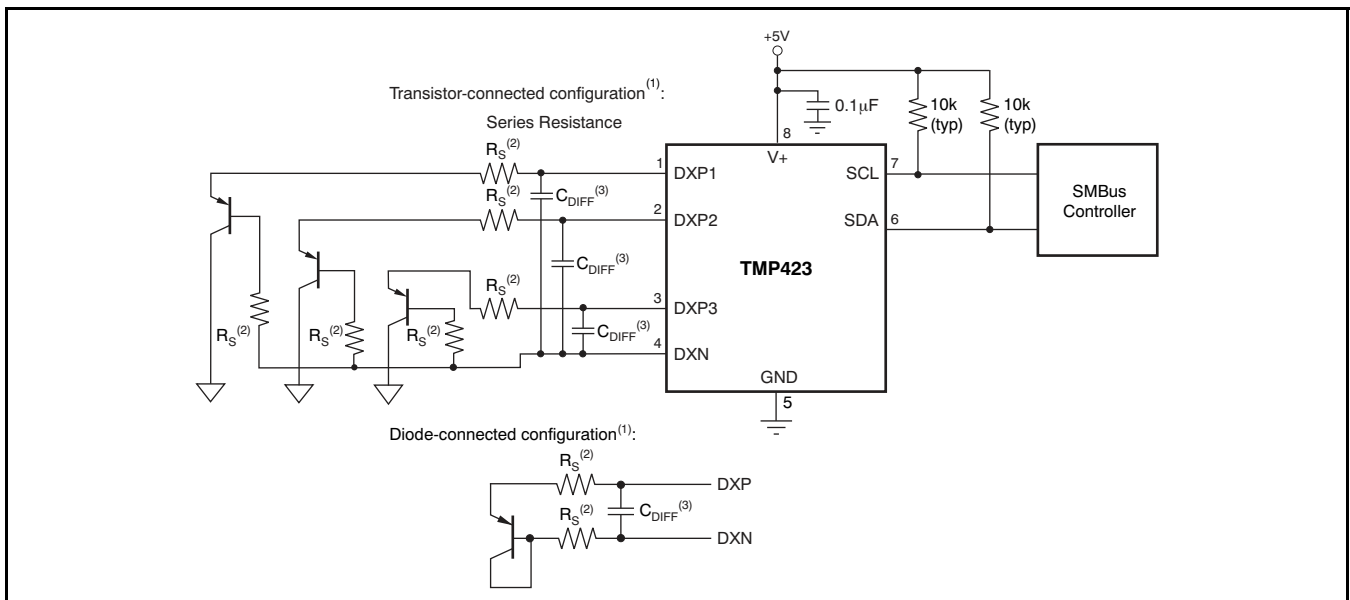 +5V
Transistor-connected configuration(1):
0.1μF
10k
(typ)
10k
(typ)
Series Resistance
8
V+
RS(2)
1
DXP1
SCL
7
CDIFF(3)
RS(2)
2
DXP2
SDA
6
SMBus
Controller
CDIFF(3)
TMP423
RS(2)
3
DXP3
RS(2)
RS(2)
RS(2)
CDIFF(3)
4
DXN
GND
5
Diode-connected configuration(1):
RS(2)
DXP
CDIFF(3)
RS(2)
DXN